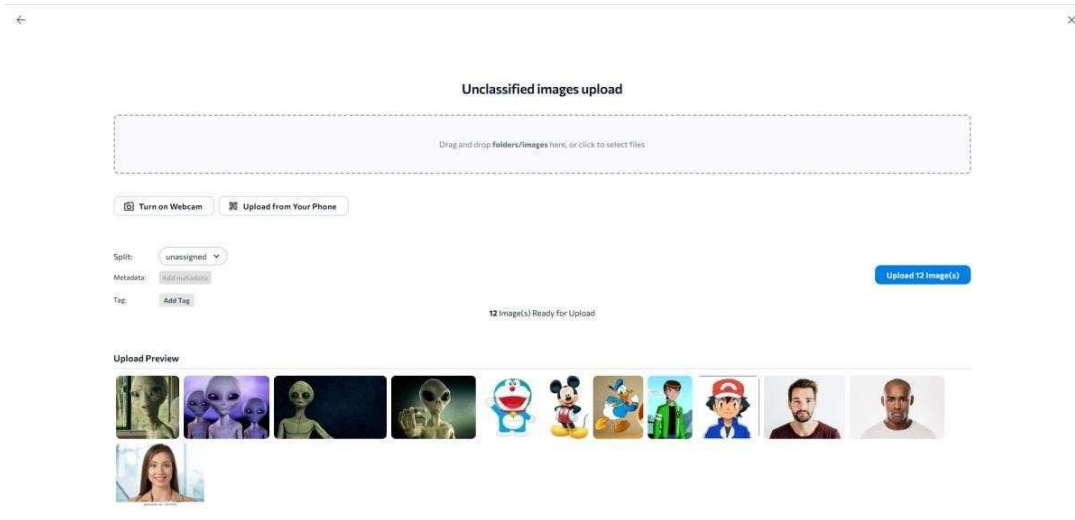 Unclassified images upload
Drag and drop folders/images here, or click to select files
Turn on Webcam
Upload from Your Phone
Split: unassigned
Metadata: Add metadata
Upload 12 Image(s)
Tag: Add Tag
12 Image(s) Ready for Upload
Upload Preview